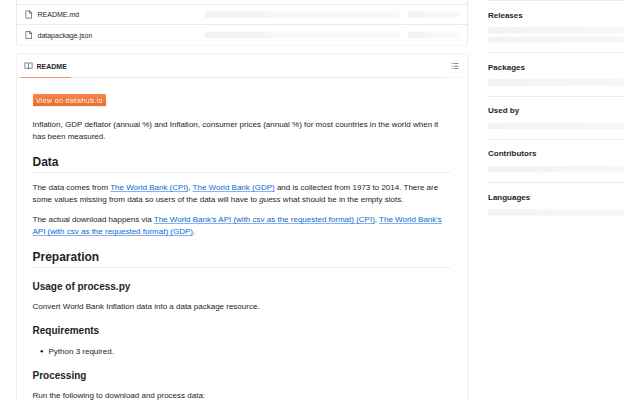 README.md
datapackage.json
README
View on datahub.io
Inflation, GDP deflator (annual %) and Inflation, consumer prices (annual %) for most countries in the world when it
has been measured.
Data
The data comes from The World Bank (CPI), The World Bank (GDP) and is collected from 1973 to 2014. There are
some values missing from data so users of the data will have to guess what should be in the empty slots.
The actual download happens via The World Bank's API (with csv as the requested format) (CPI), The World Bank's
API (with csv as the requested format) (GDP).
Preparation
Usage of process.py
Convert World Bank Inflation data into a data package resource.
Requirements
• Python 3 required.
Processing
Run the following to download and process data:
Releases
Packages
Used by
Contributors
Languages